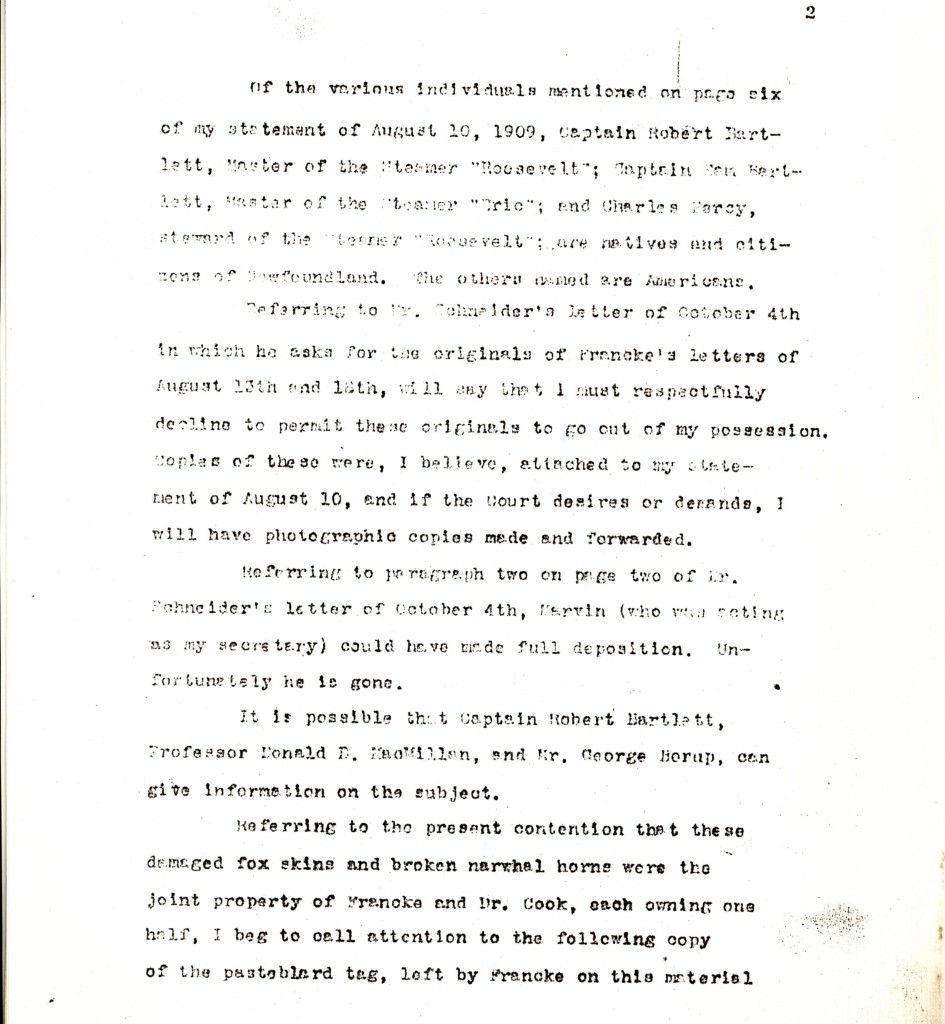 2
Of the various individuals mentioned on page six
of my statement of August 10, 1909, Captain Robert Bart-
lett, Master of the Steamer "Roosevelt"; Captain Sam Bart-
lett, Master of the Steamer "Eric"; and Charles Percy,
steward of the Steamer "Roosevelt"; are natives and citi-
zens of Newfoundland. The others named are Americans.
Referring to Mr. Schneider's letter of October 4th
in which he asks for the originals of Francke's letters of
August 13th and 18th, will say that I must respectfully
decline to permit these originals to go out of my possession.
Copies of these were, I believe, attached to my state-
ment of August 10, and if the Court desires or demands, I
will have photographic copies made and forwarded.
Referring to paragraph two on page two of Mr.
Schneider's letter of October 4th, Marvin (who was acting
as my secretary) could have made full deposition. Un-
fortunately he is gone.
It is possible that Captain Robert Bartlett,
Professor Donald B. MacMillan, and Mr. George Borup, can
give information on the subject.
Referring to the present contention that these
damaged fox skins and broken narwhal horns were the
joint property of Francke and Dr. Cook, each owning one
half, I beg to call attention to the following copy
of the pasteblard tag, left by Francke on this material